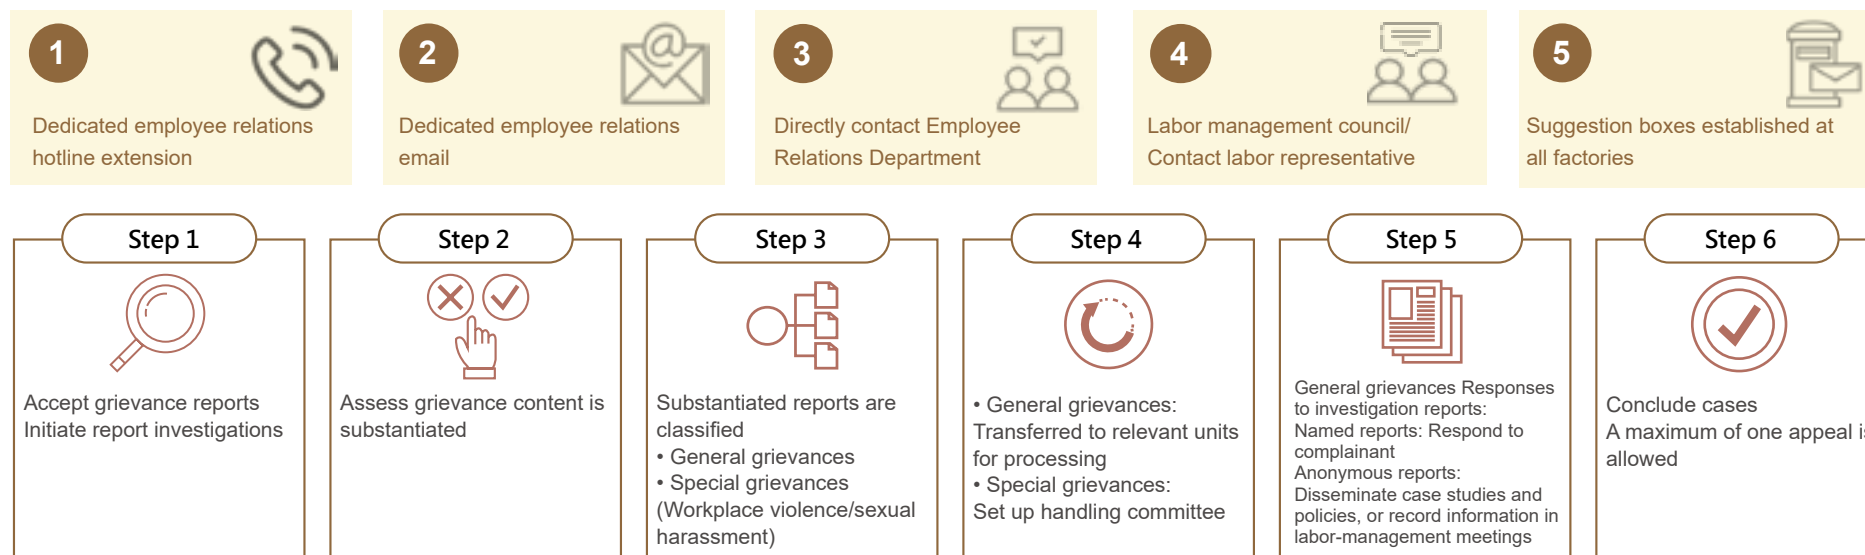 1
Dedicated employee relations
hotline extension
2
Dedicated employee relations
email
3
Directly contact Employee
Relations Department
4
Labor management council/
Contact labor representative
5
Suggestion boxes established at
all factories
Step 1
Accept grievance reports
Initiate report investigations
Step 2
Assess grievance content is
substantiated
Step 3
Substantiated reports are
classified
• General grievances
• Special grievances
(Workplace violence/sexual
harassment)
Step 4
• General grievances:
Transferred to relevant units
for processing
• Special grievances:
Set up handling committee
Step 5
General grievances Responses
to investigation reports:
Named reports: Respond to
complainant
Anonymous reports:
Disseminate case studies and
policies, or record information in
labor-management meetings
Step 6
Conclude cases
A maximum of one appeal is
allowed